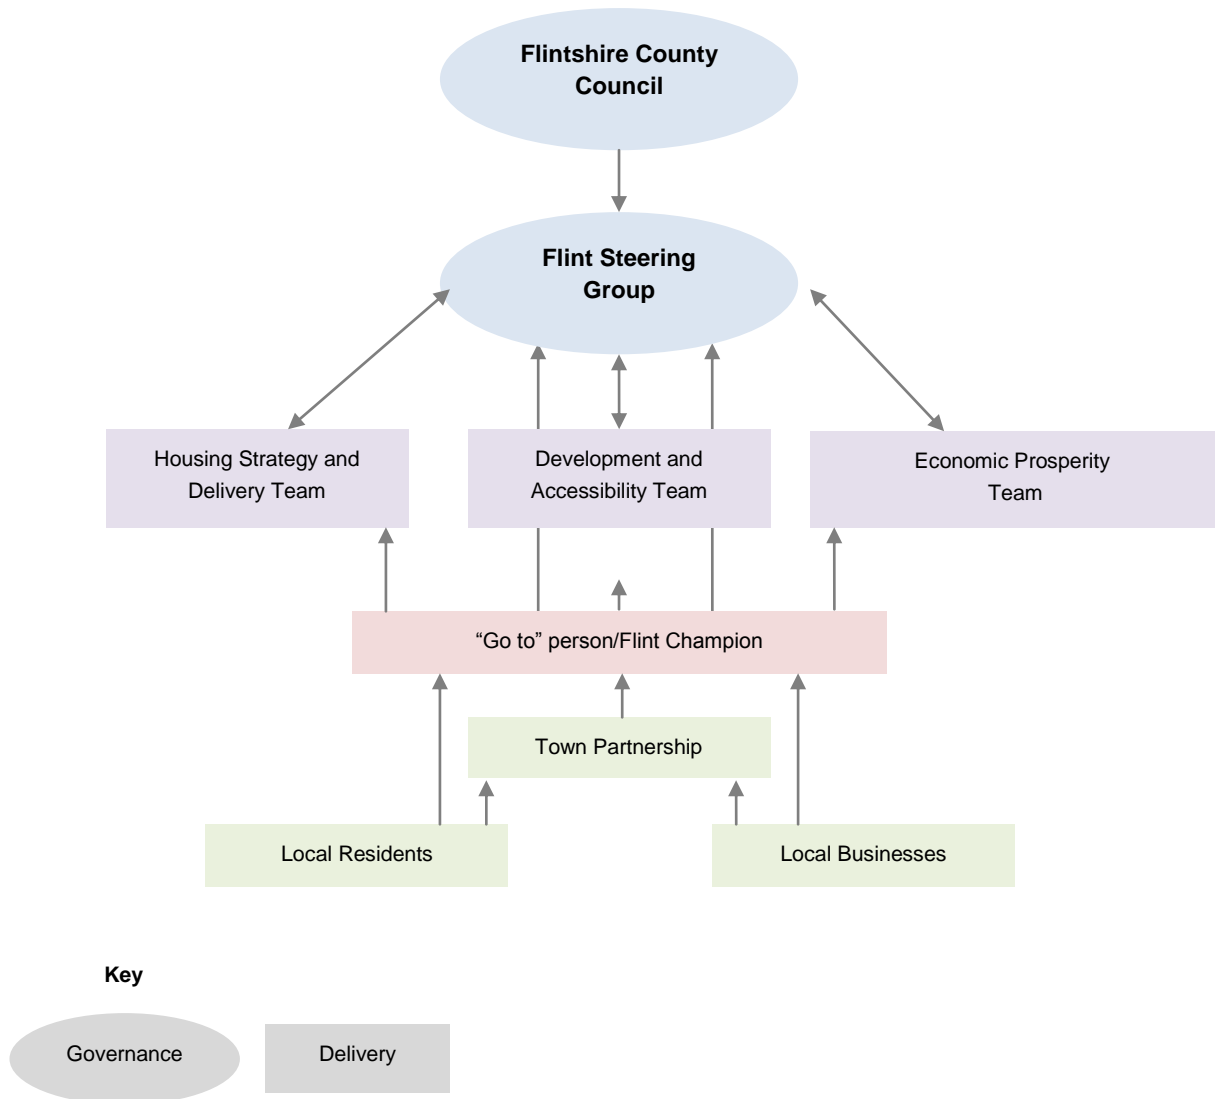 Flintshire County
Council
Flint Steering
Group
Housing Strategy and
Delivery Team
Development and
Accessibility Team
Economic Prosperity
Team
“Go to” person/Flint Champion
Town Partnership
Local Residents
Local Businesses
Key
Governance
Delivery